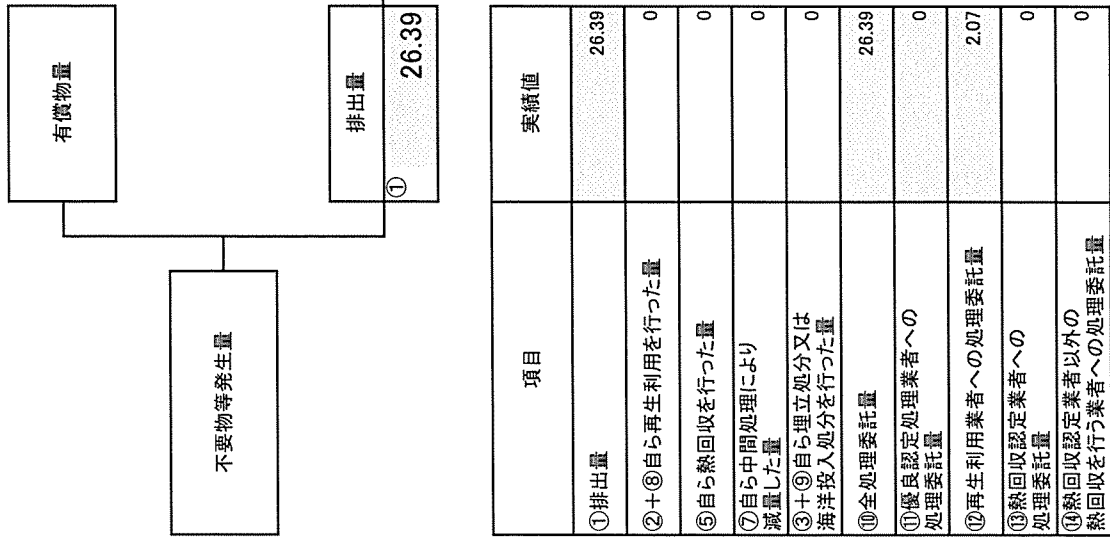 有償物量
不要物等発生量
排出量
①
26.39
項目 実績値
①排出量 26.39
②+⑧自ら再生利用を行った量 0
⑤自ら熱回収を行った量 0
⑦自ら中間処理により
減量した量 0
③+⑨自ら埋立処分又は
海洋投入処分を行った量 0
⑩全処理委託量 26.39
⑪優良認定処理業者への
処理委託量 0
⑫再生利用業者への処理委託量 2.07
⑬熱回収認定業者への
処理委託量 0
⑭熱回収認定業者以外の
熱回収を行う業者への処理委託量 0